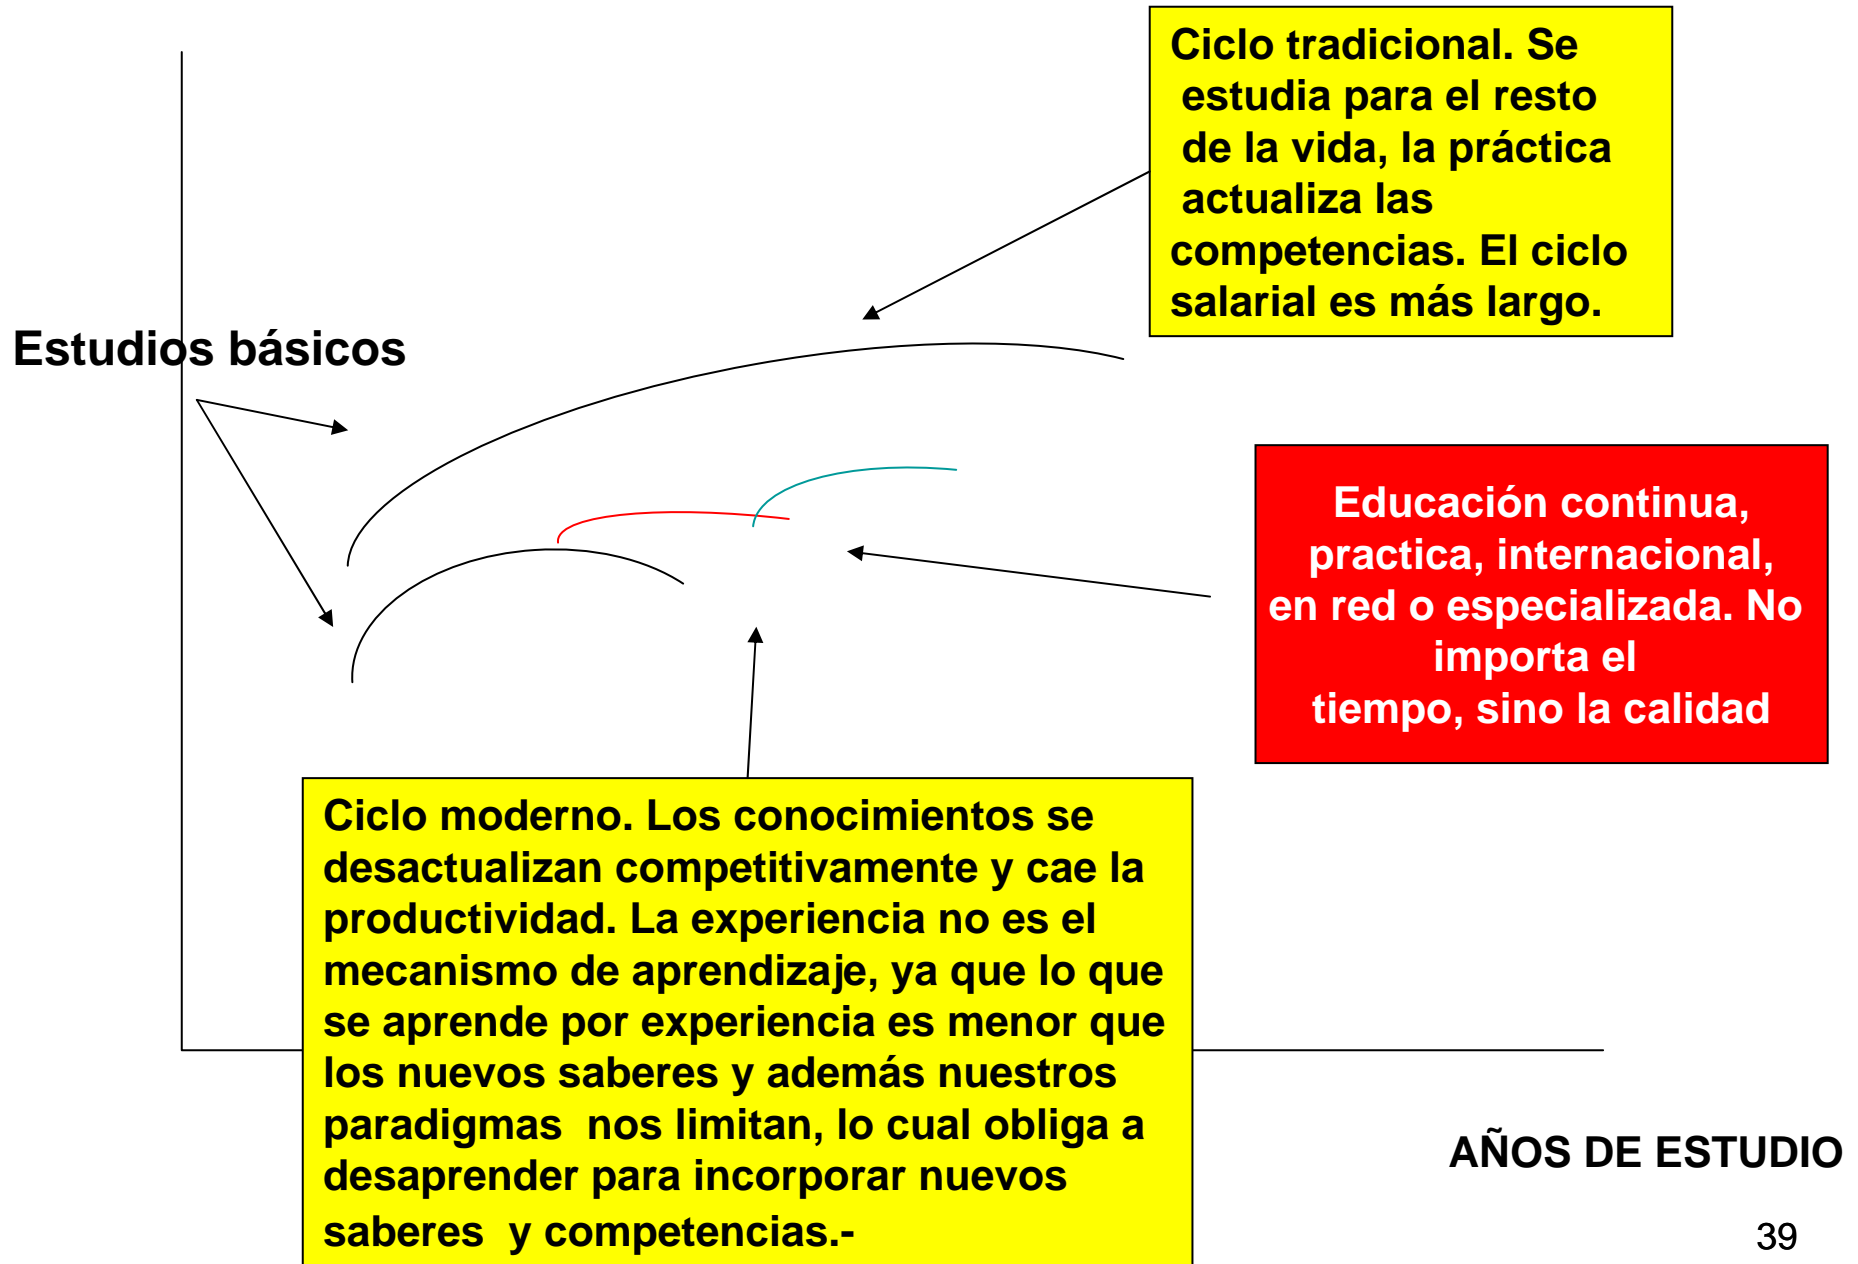 Ciclo tradicional. Se
estudia para el resto
de la vida, la práctica
actualiza las
competencias. El ciclo
salarial es más largo.
Estudios básicos
Educación continua,
practica, internacional,
en red o especializada. No
importa el
tiempo, sino la calidad
Ciclo moderno. Los conocimientos se
desactualizan competitivamente y cae la
productividad. La experiencia no es el
mecanismo de aprendizaje, ya que lo que
se aprende por experiencia es menor que
los nuevos saberes y además nuestros
paradigmas nos limitan, lo cual obliga a
desaprender para incorporar nuevos
saberes y competencias.-
AÑOS DE ESTUDIO
39